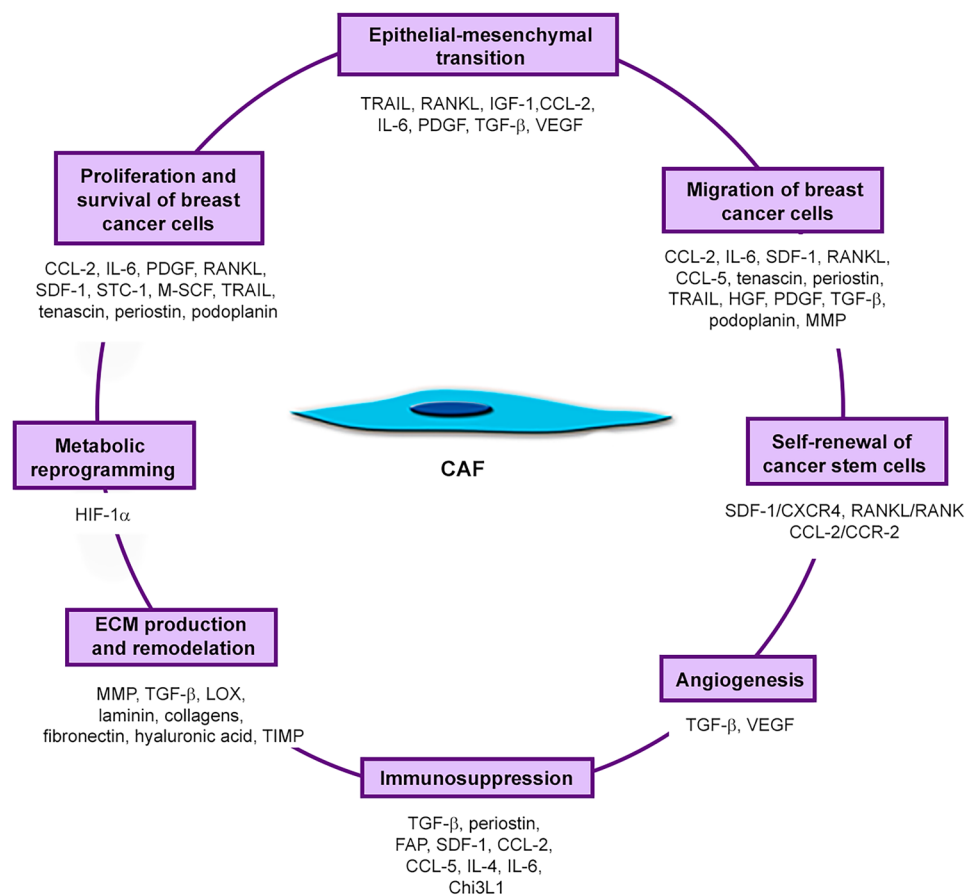 Epithelial-mesenchymal
transition
TRAIL, RANKL, IGF-1,CCL-2,
IL-6, PDGF, TGF-β, VEGF
Migration of breast
cancer cells
CCL-2, IL-6, SDF-1, RANKL,
CCL-5, tenascin, periostin,
TRAIL, HGF, PDGF, TGF-β,
podoplanin, MMP
Self-renewal of
cancer stem cells
SDF-1/CXCR4, RANKL/RANK
CCL-2/CCR-2
Angiogenesis
TGF-β, VEGF
Immunosuppression
TGF-β, periostin,
FAP, SDF-1, CCL-2,
CCL-5, IL-4, IL-6,
Chi3L1
ECM production
and remodelation
MMP, TGF-β, LOX,
laminin, collagens,
fibronectin, hyaluronic acid, TIMP
Metabolic
reprogramming
HIF-1α
Proliferation and
survival of breast
cancer cells
CCL-2, IL-6, PDGF, RANKL,
SDF-1, STC-1, M-SCF, TRAIL,
tenascin, periostin, podoplanin
CAF